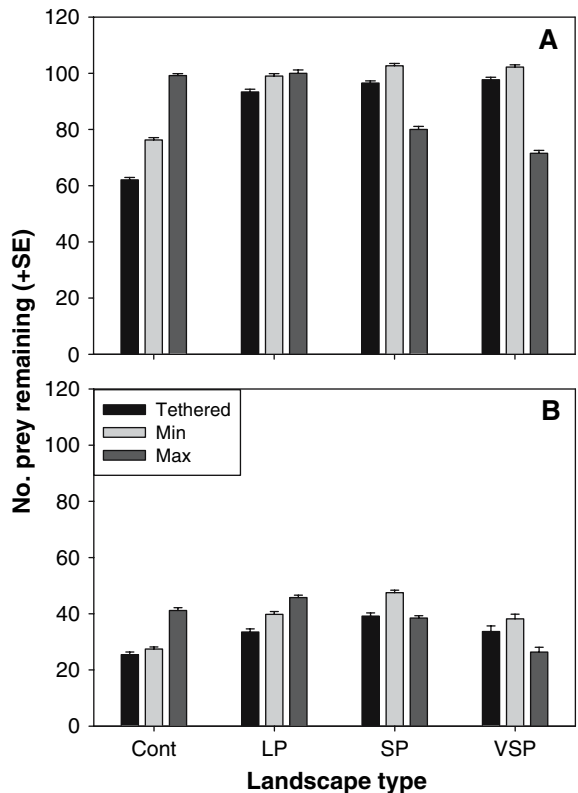 No. prey remaining (+SE)
120
100
80
60
40
20
0
A
120
100
80
60
40
20
0
B
Tethered
Min
Max
Cont LP SP VSP
Landscape type